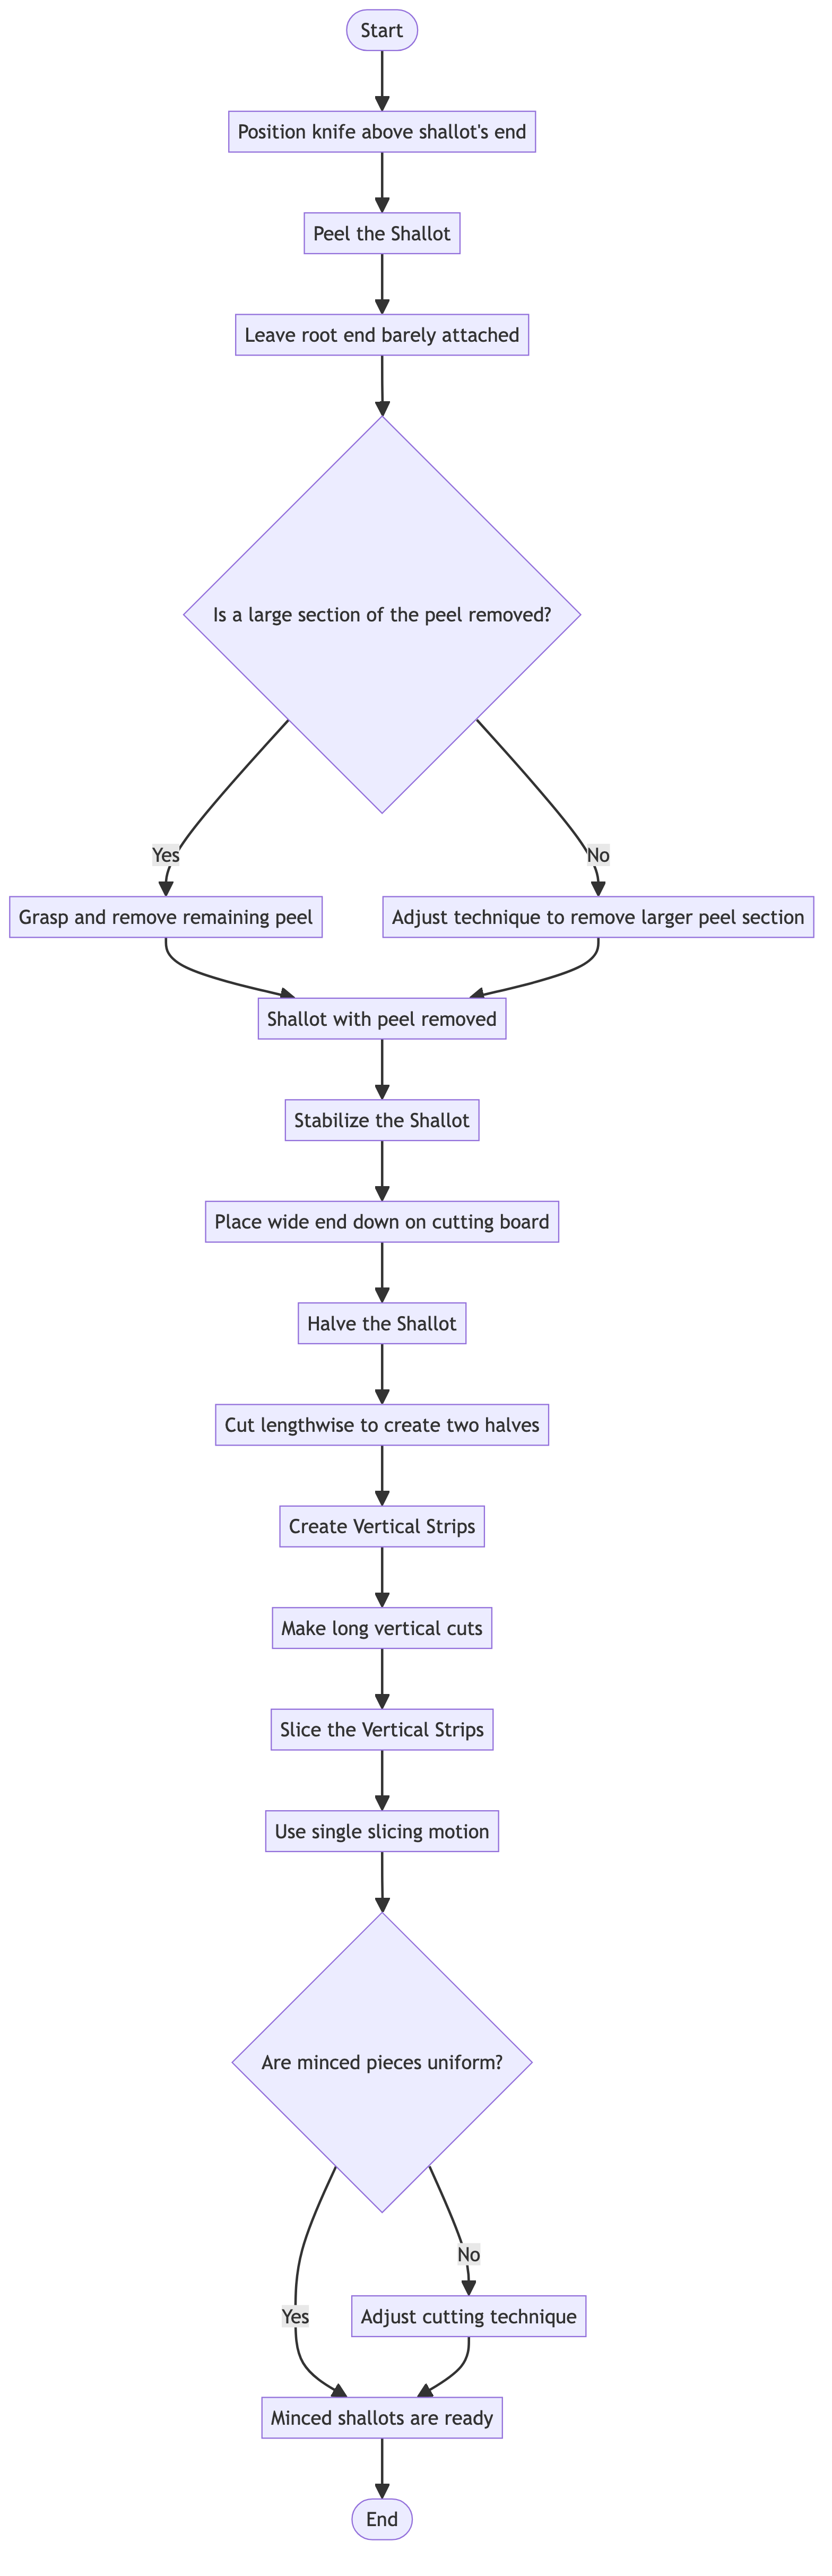 Start
Position knife above shallot's end
Peel the Shallot
Leave root end barely attached
Is a large section of the peel removed?
Yes
No
Grasp and remove remaining peel
Adjust technique to remove larger peel section
Shallot with peel removed
Stabilize the Shallot
Place wide end down on cutting board
Halve the Shallot
Cut lengthwise to create two halves
Create Vertical Strips
Make long vertical cuts
Slice the Vertical Strips
Use single slicing motion
Are minced pieces uniform?
No
Yes
Adjust cutting technique
Minced shallots are ready
End